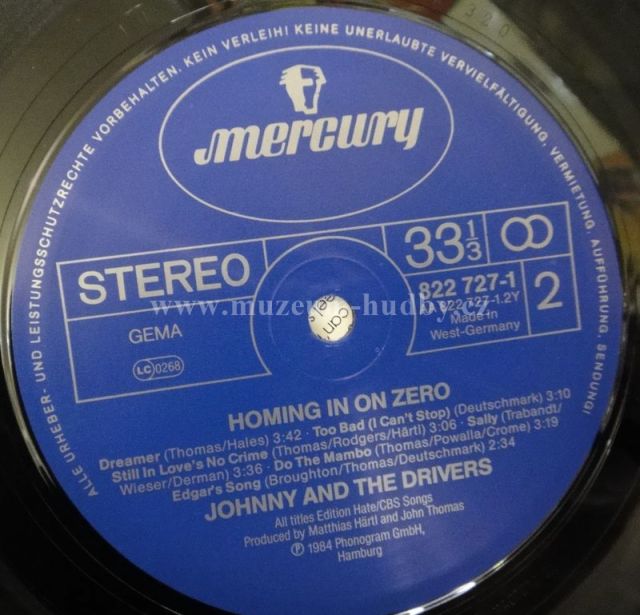 320
ALLE URHEBER- UND LEISTUNGSSCHUTZRECHTE VORBEHALTEN. KEIN VERLEIH! KEINE UNERLAUBTE VERVIELFÄLTIGUNG, VERMIETUNG, AUFFÜHRUNG, SENDUNG!
mercury
STEREO
GEMA
LC 0268
33 1/3
822 727-1
822 727-1.2Y
Made in
West-Germany
2
www.muzeum-hudby.cz
HOMING IN ON ZERO
Dreamer (Thomas/Hales) 3:42 · Too Bad (I Can't Stop) (Deutschmark) 3:10
Still In Love's No Crime (Thomas/Rodgers/Härtl) 3:06 · Sally (Trabandt/
Wieser/Derman) 3:36 · Do The Mambo (Thomas/Powalla/Crome) 3:19
Edgar's Song (Broughton/Thomas/Deutschmark) 2:34
JOHNNY AND THE DRIVERS
All titles Edition Hate/CBS Songs
Produced by Matthias Härtl and John Thomas
Ⓟ 1984 Phonogram GmbH,
Hamburg